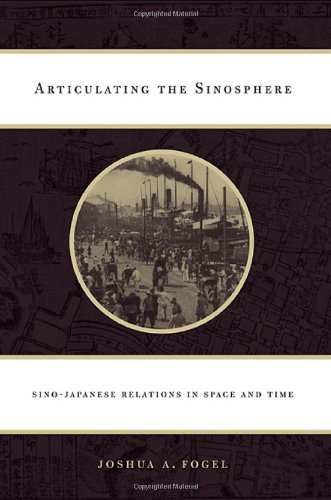 ARTICULATING THE SINOSPHERE
SINO-JAPANESE RELATIONS IN SPACE AND TIME
JOSHUA A. FOGEL